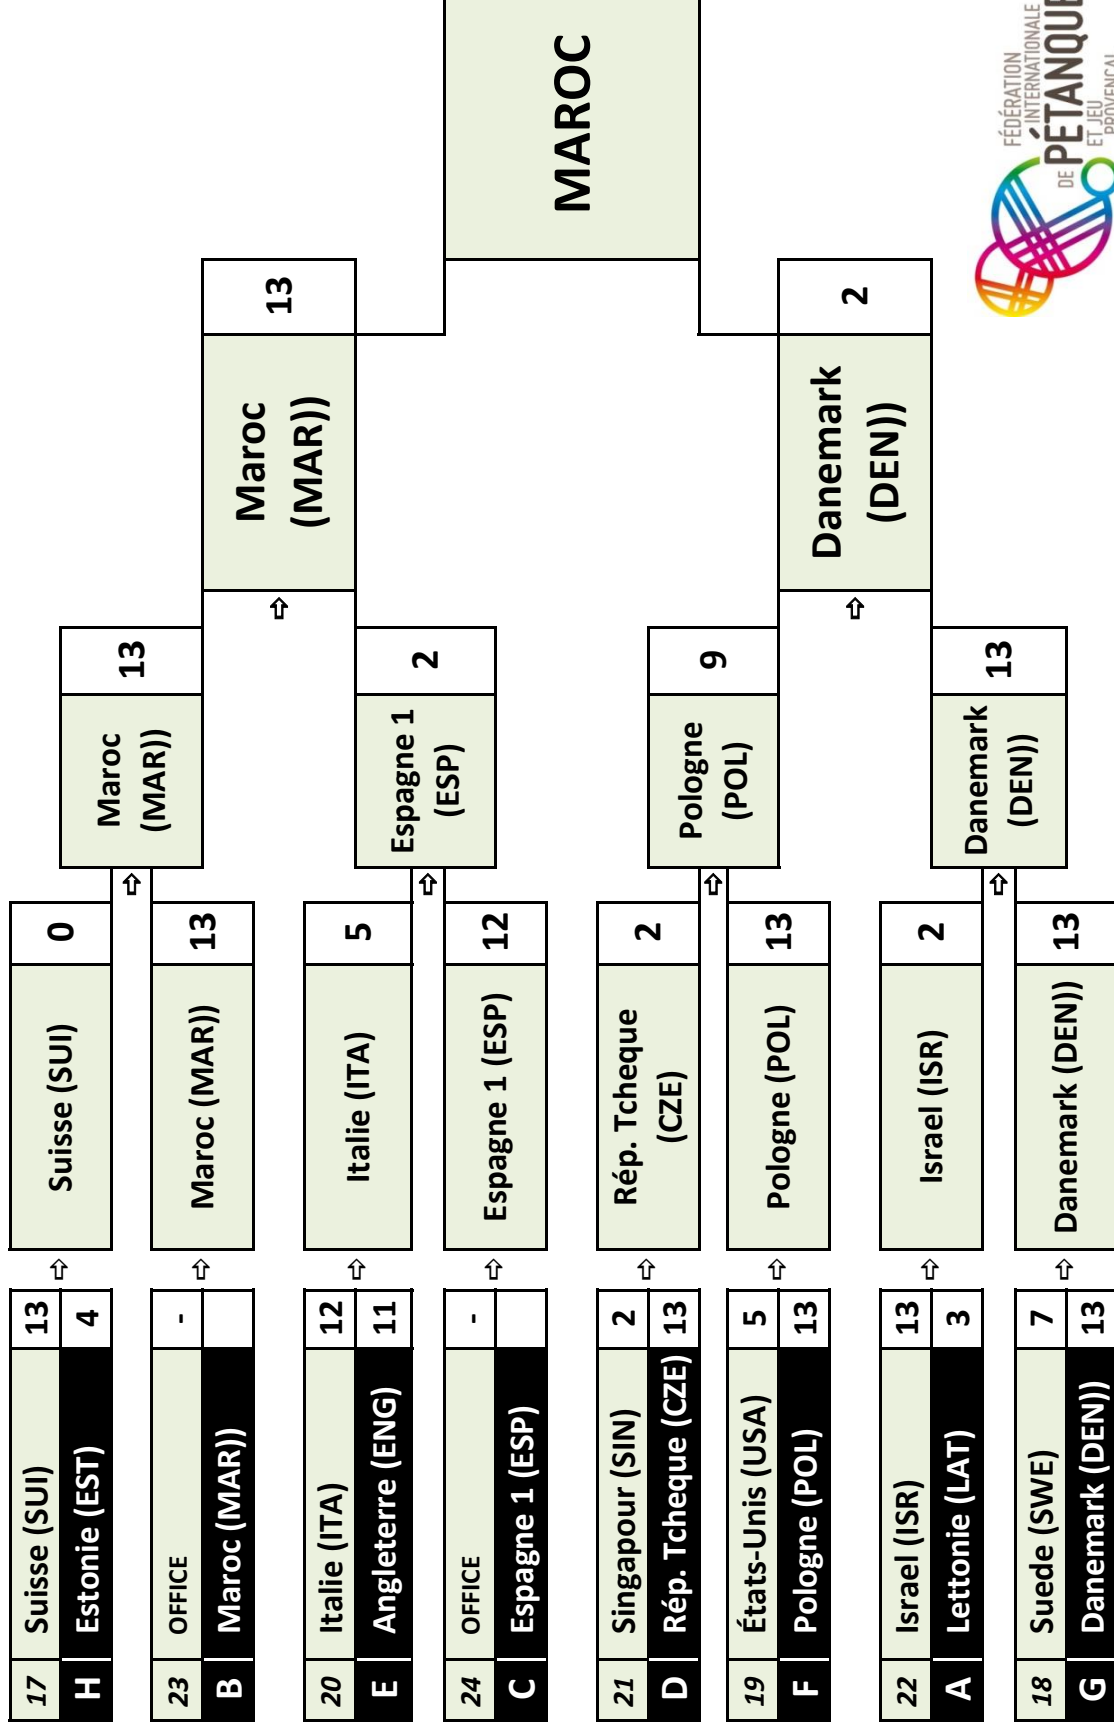 17 Suisse (SUI) 13
H Estonie (EST) 4
23 OFFICE -
B Maroc (MAR))
20 Italie (ITA) 12
E Angleterre (ENG) 11
24 OFFICE -
C Espagne 1 (ESP)
21 Singapour (SIN) 2
D Rép. Tcheque (CZE) 13
19 États-Unis (USA) 5
F Pologne (POL) 13
22 Israel (ISR) 13
A Lettonie (LAT) 3
18 Suede (SWE) 7
G Danemark (DEN)) 13
Suisse (SUI) 0
Maroc (MAR)) 13
Italie (ITA) 5
Espagne 1 (ESP) 12
Rép. Tcheque
(CZE) 2
Pologne (POL) 13
Israel (ISR) 2
Danemark (DEN)) 13
Maroc
(MAR)) 13
Espagne 1
(ESP) 2
Pologne
(POL) 9
Danemark
(DEN)) 13
Maroc
(MAR)) 13
Danemark
(DEN)) 2
MAROC
FÉDÉRATION
INTERNATIONALE
DE PÉTANQUE
ET JEU
PROVENÇAL